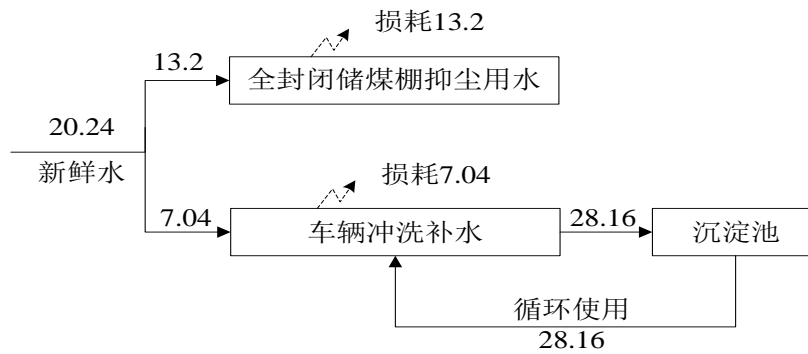 损耗13.2
13.2
全封闭储煤棚抑尘用水
20.24
新鲜水
损耗7.04
7.04
车辆冲洗补水
28.16
沉淀池
循环使用
28.16